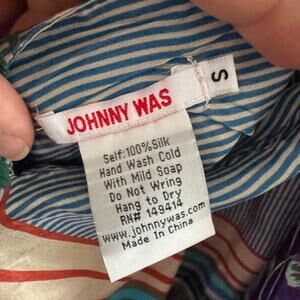 JOHNNY WAS
S
Self:100%Silk
Hand Wash Cold
With Mild Soap
Do Not Wring
Hang to Dry
RN# 149414
www.johnnywas.com
Made In China